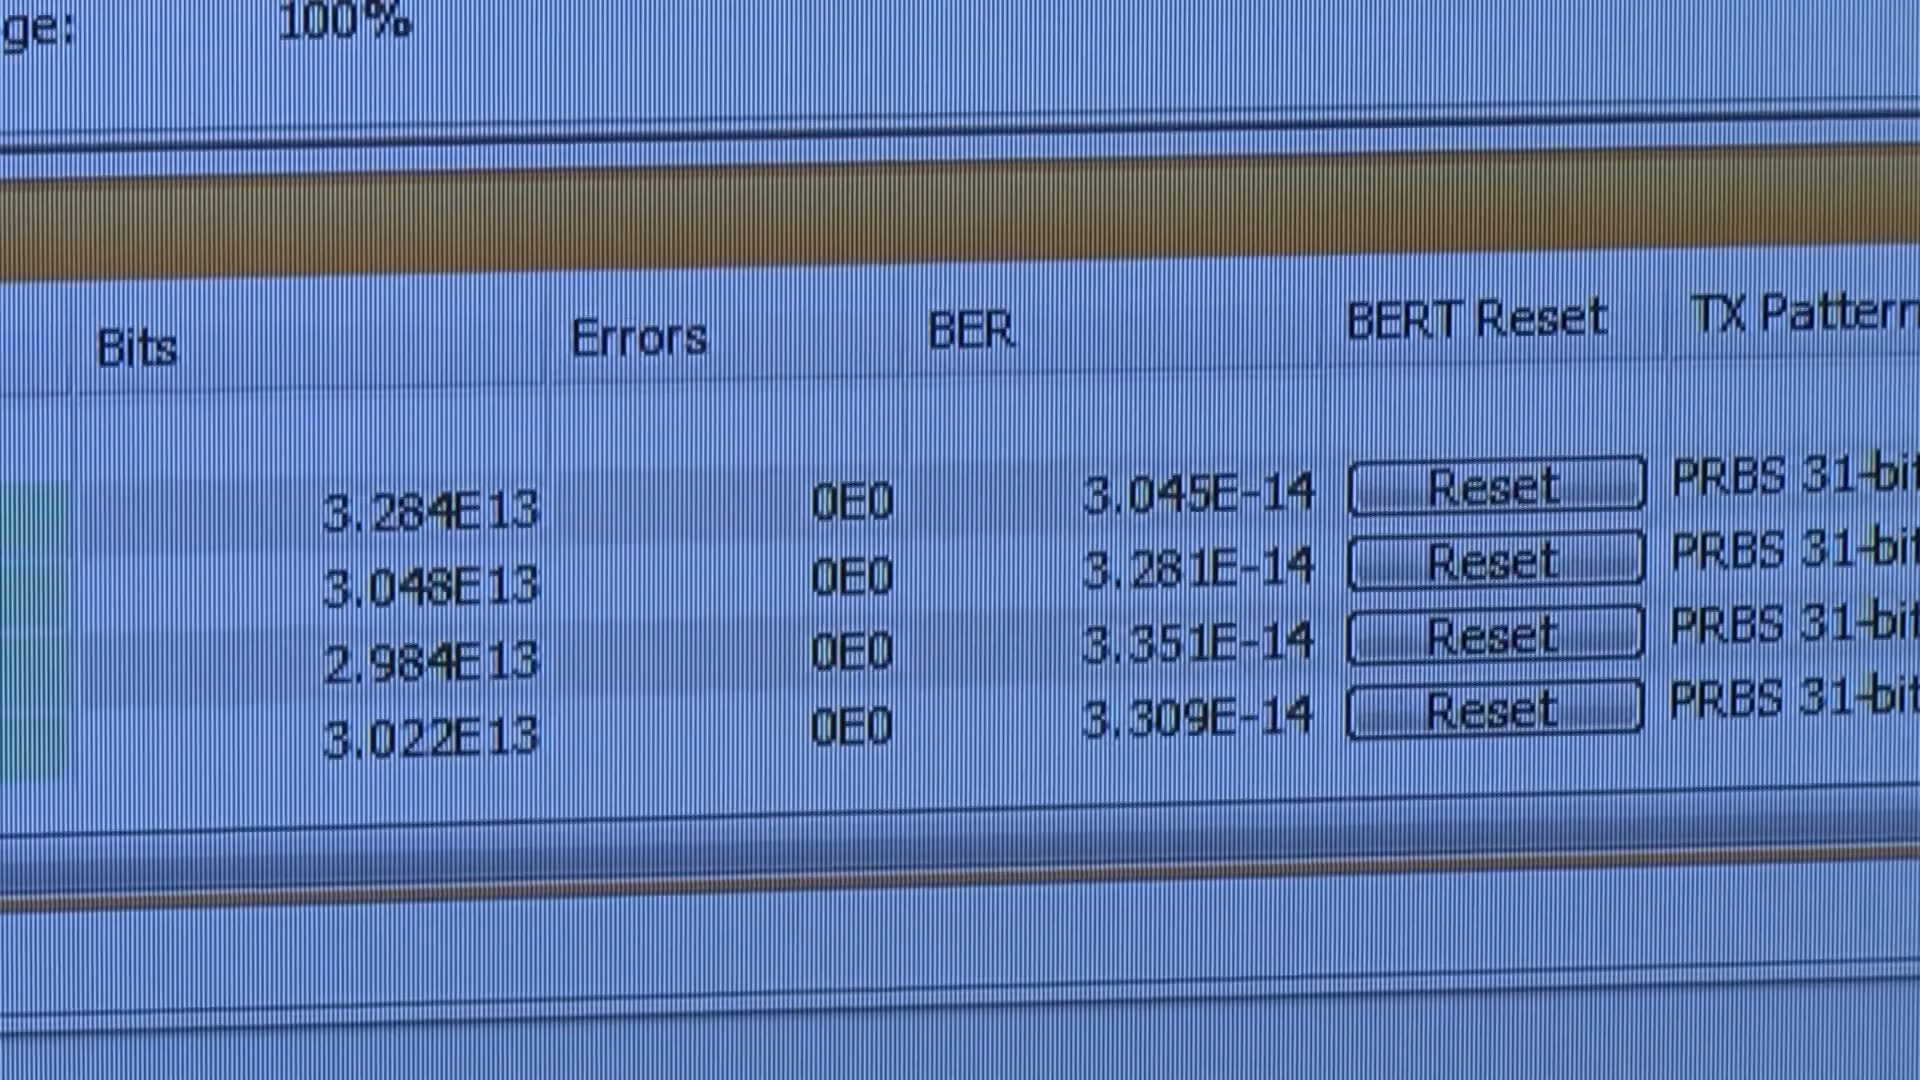 ge: 100%
Bits Errors BER BERT Reset TX Pattern
3.284E13 0E0 3.045E-14 Reset PRBS 31-bit
3.048E13 0E0 3.281E-14 Reset PRBS 31-bit
2.984E13 0E0 3.351E-14 Reset PRBS 31-bit
3.022E13 0E0 3.309E-14 Reset PRBS 31-bit